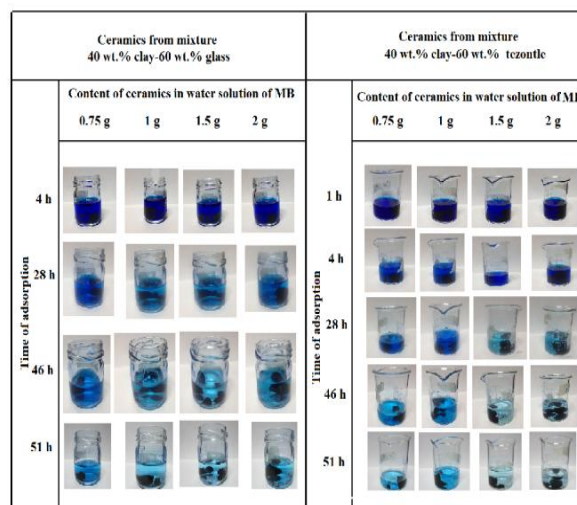 Ceramics from mixture
40 wt.% clay-60 wt.% glass
Content of ceramics in water solution of MB
0.75 g 1 g 1.5 g 2 g
4 h
28 h
46 h
51 h
Time of adsorption
Ceramics from mixture
40 wt.% clay-60 wt.% tezontle
Content of ceramics in water solution of MB
0.75 g 1 g 1.5 g 2 g
1 h
4 h
28 h
46 h
51 h
Time of adsorption